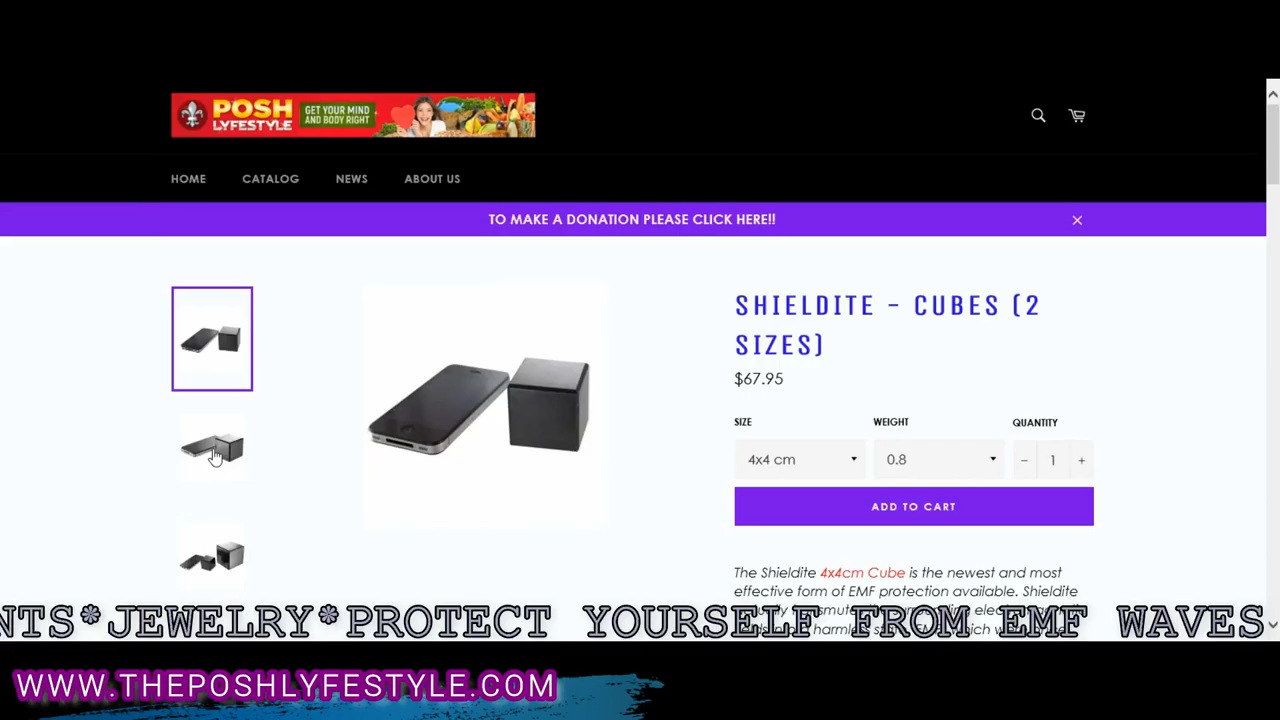 POSH
LYFESTYLE
GET YOUR MIND
AND BODY RIGHT
HOME CATALOG NEWS ABOUT US
TO MAKE A DONATION PLEASE CLICK HERE!!
SHIELDITE - CUBES (2
SIZES)
$67.95
SIZE WEIGHT QUANTITY
4x4 cm 0.8 − 1 +
ADD TO CART
The Shieldite 4x4cm Cube is the newest and most
effective form of EMF protection available. Shieldite
NTS*JEWELRY*PROTECT YOURSELF FROM EMF WAVES
WWW.THEPOSHLYFESTYLE.COM